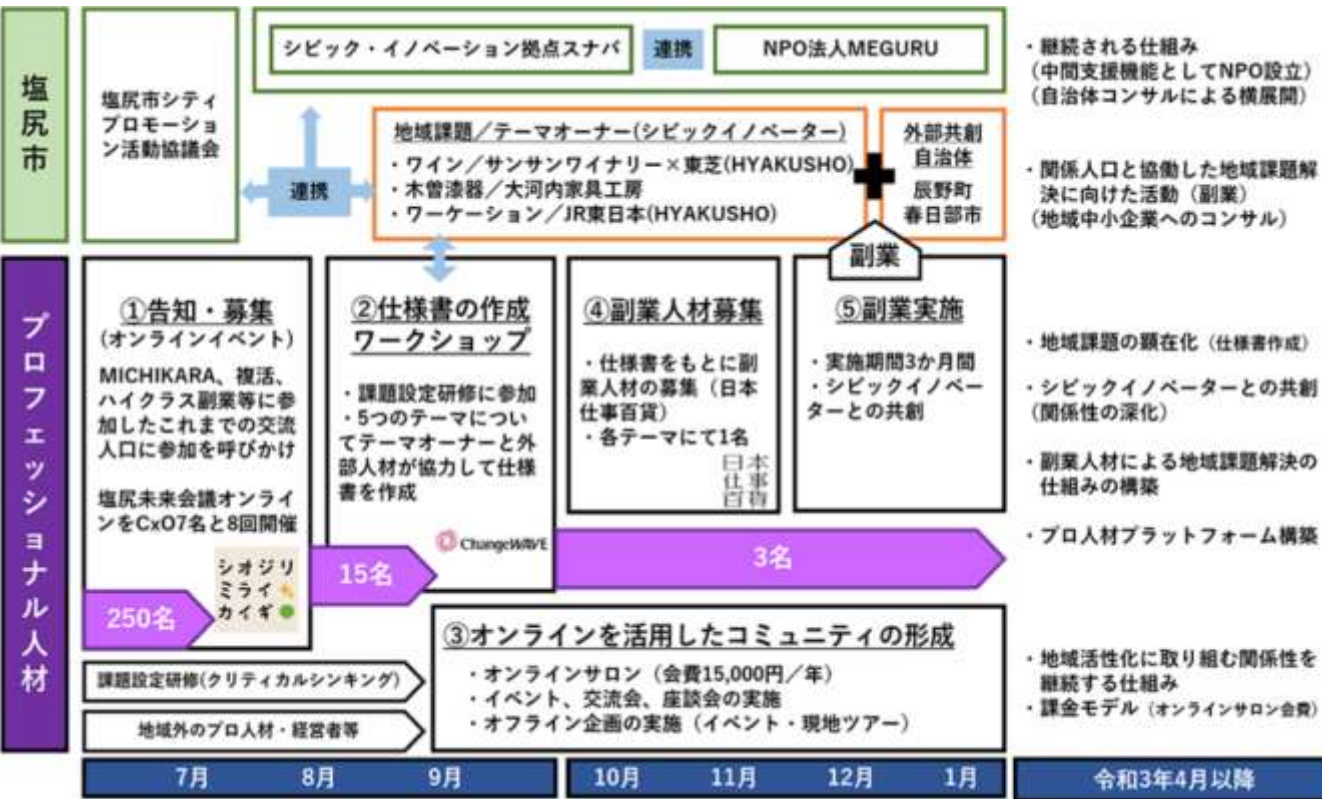 塩尻市
塩尻市シティ
プロモーショ
ン活動協議会
シビック・イノベーション拠点スナバ
連携
NPO法人MEGURU
連携
地域課題/テーマオーナー(シビックイノベーター)
・ワイン/サンサンワイナリー×東芝(HYAKUSHO)
・木曽漆器/大河内家具工房
・ワーケーション/JR東日本(HYAKUSHO)
外部共創
自治体
辰野町
春日部市
・継続される仕組み
(中間支援機能としてNPO設立)
(自治体コンサルによる横展開)
・関係人口と協働した地域課題解
決に向けた活動(副業)
(地域中小企業へのコンサル)
プロフェッショナル人材
①告知・募集
(オンラインイベント)
MICHIKARA、複活、
ハイクラス副業等に参
加したこれまでの交流
人口に参加を呼びかけ
塩尻未来会議オンライ
ンをCxO7名と8回開催
シオジリ
ミライ
カイギ
250名
②仕様書の作成
ワークショップ
・課題設定研修に参加
・5つのテーマについ
てテーマオーナーと外
部人材が協力して仕様
書を作成
ChangeWAVE
15名
④副業人材募集
・仕様書をもとに副
業人材の募集(日本
仕事百貨)
・各テーマにて1名
日本
仕事
百貨
副業
⑤副業実施
・実施期間3か月間
・シビックイノベー
ターとの共創
3名
・地域課題の顕在化(仕様書作成)
・シビックイノベーターとの共創
(関係性の深化)
・副業人材による地域課題解決の
仕組みの構築
・プロ人材プラットフォーム構築
課題設定研修(クリティカルシンキング)
地域外のプロ人材・経営者等
③オンラインを活用したコミュニティの形成
・オンラインサロン(会費15,000円/年)
・イベント、交流会、座談会の実施
・オフライン企画の実施(イベント・現地ツアー)
・地域活性化に取り組む関係性を
継続する仕組み
・課金モデル(オンラインサロン会費)
7月 8月 9月 10月 11月 12月 1月 令和3年4月以降